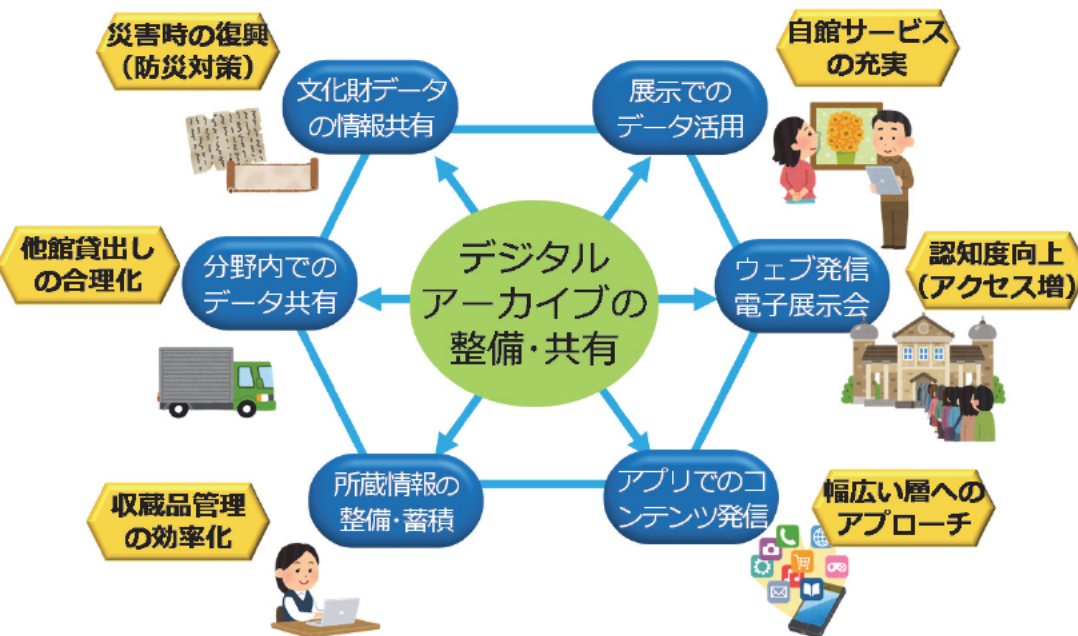 災害時の復興
（防災対策）
文化財データ
の情報共有
展示での
データ活用
自館サービス
の充実
他館貸出し
の合理化
分野内での
データ共有
デジタル
アーカイブの
整備・共有
ウェブ発信
電子展示会
認知度向上
（アクセス増）
収蔵品管理
の効率化
所蔵情報の
整備・蓄積
アプリでのコ
ンテンツ発信
幅広い層への
アプローチ